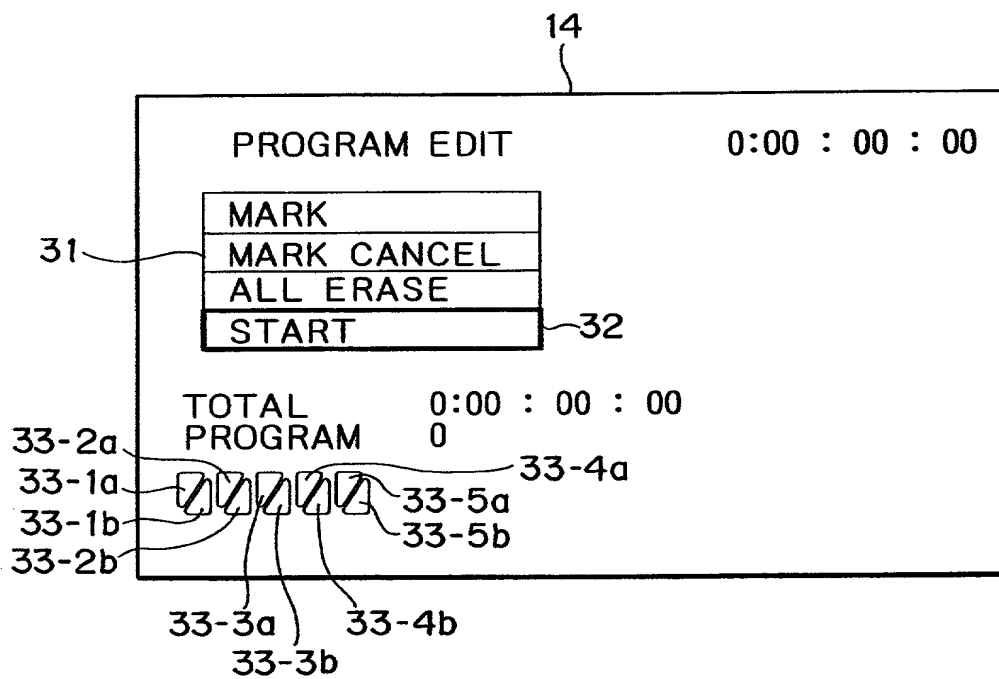 14
PROGRAM EDIT 0:00 : 00 : 00
MARK
31
MARK CANCEL
ALL ERASE
START
32
TOTAL 0:00 : 00 : 00
PROGRAM 0
33-2a
33-4a
33-1a
33-5a
33-1b
33-5b
33-2b
33-3a
33-4b
33-3b